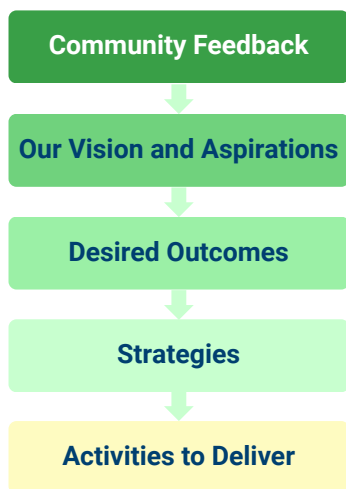 Community Feedback
Our Vision and Aspirations
Desired Outcomes
Strategies
Activities to Deliver